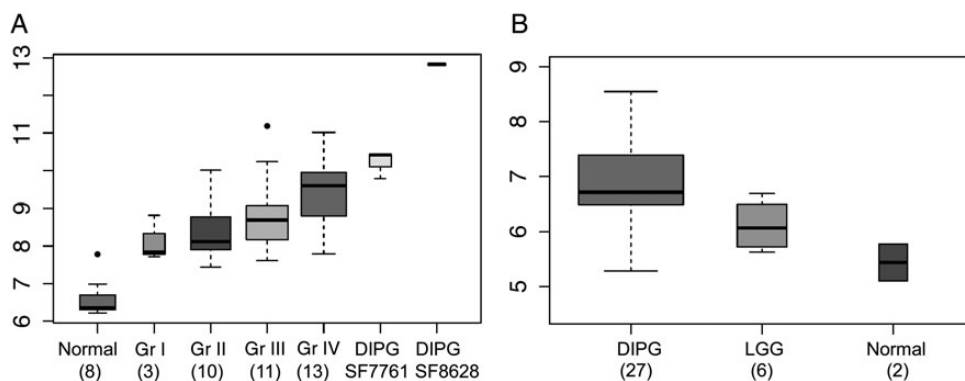 A
13
11
9
8
7
6
Normal Gr I Gr II Gr III Gr IV DIPG DIPG
(8) (3) (10) (11) (13) SF7761 SF8628
B
9
8
7
6
5
DIPG LGG Normal
(27) (6) (2)